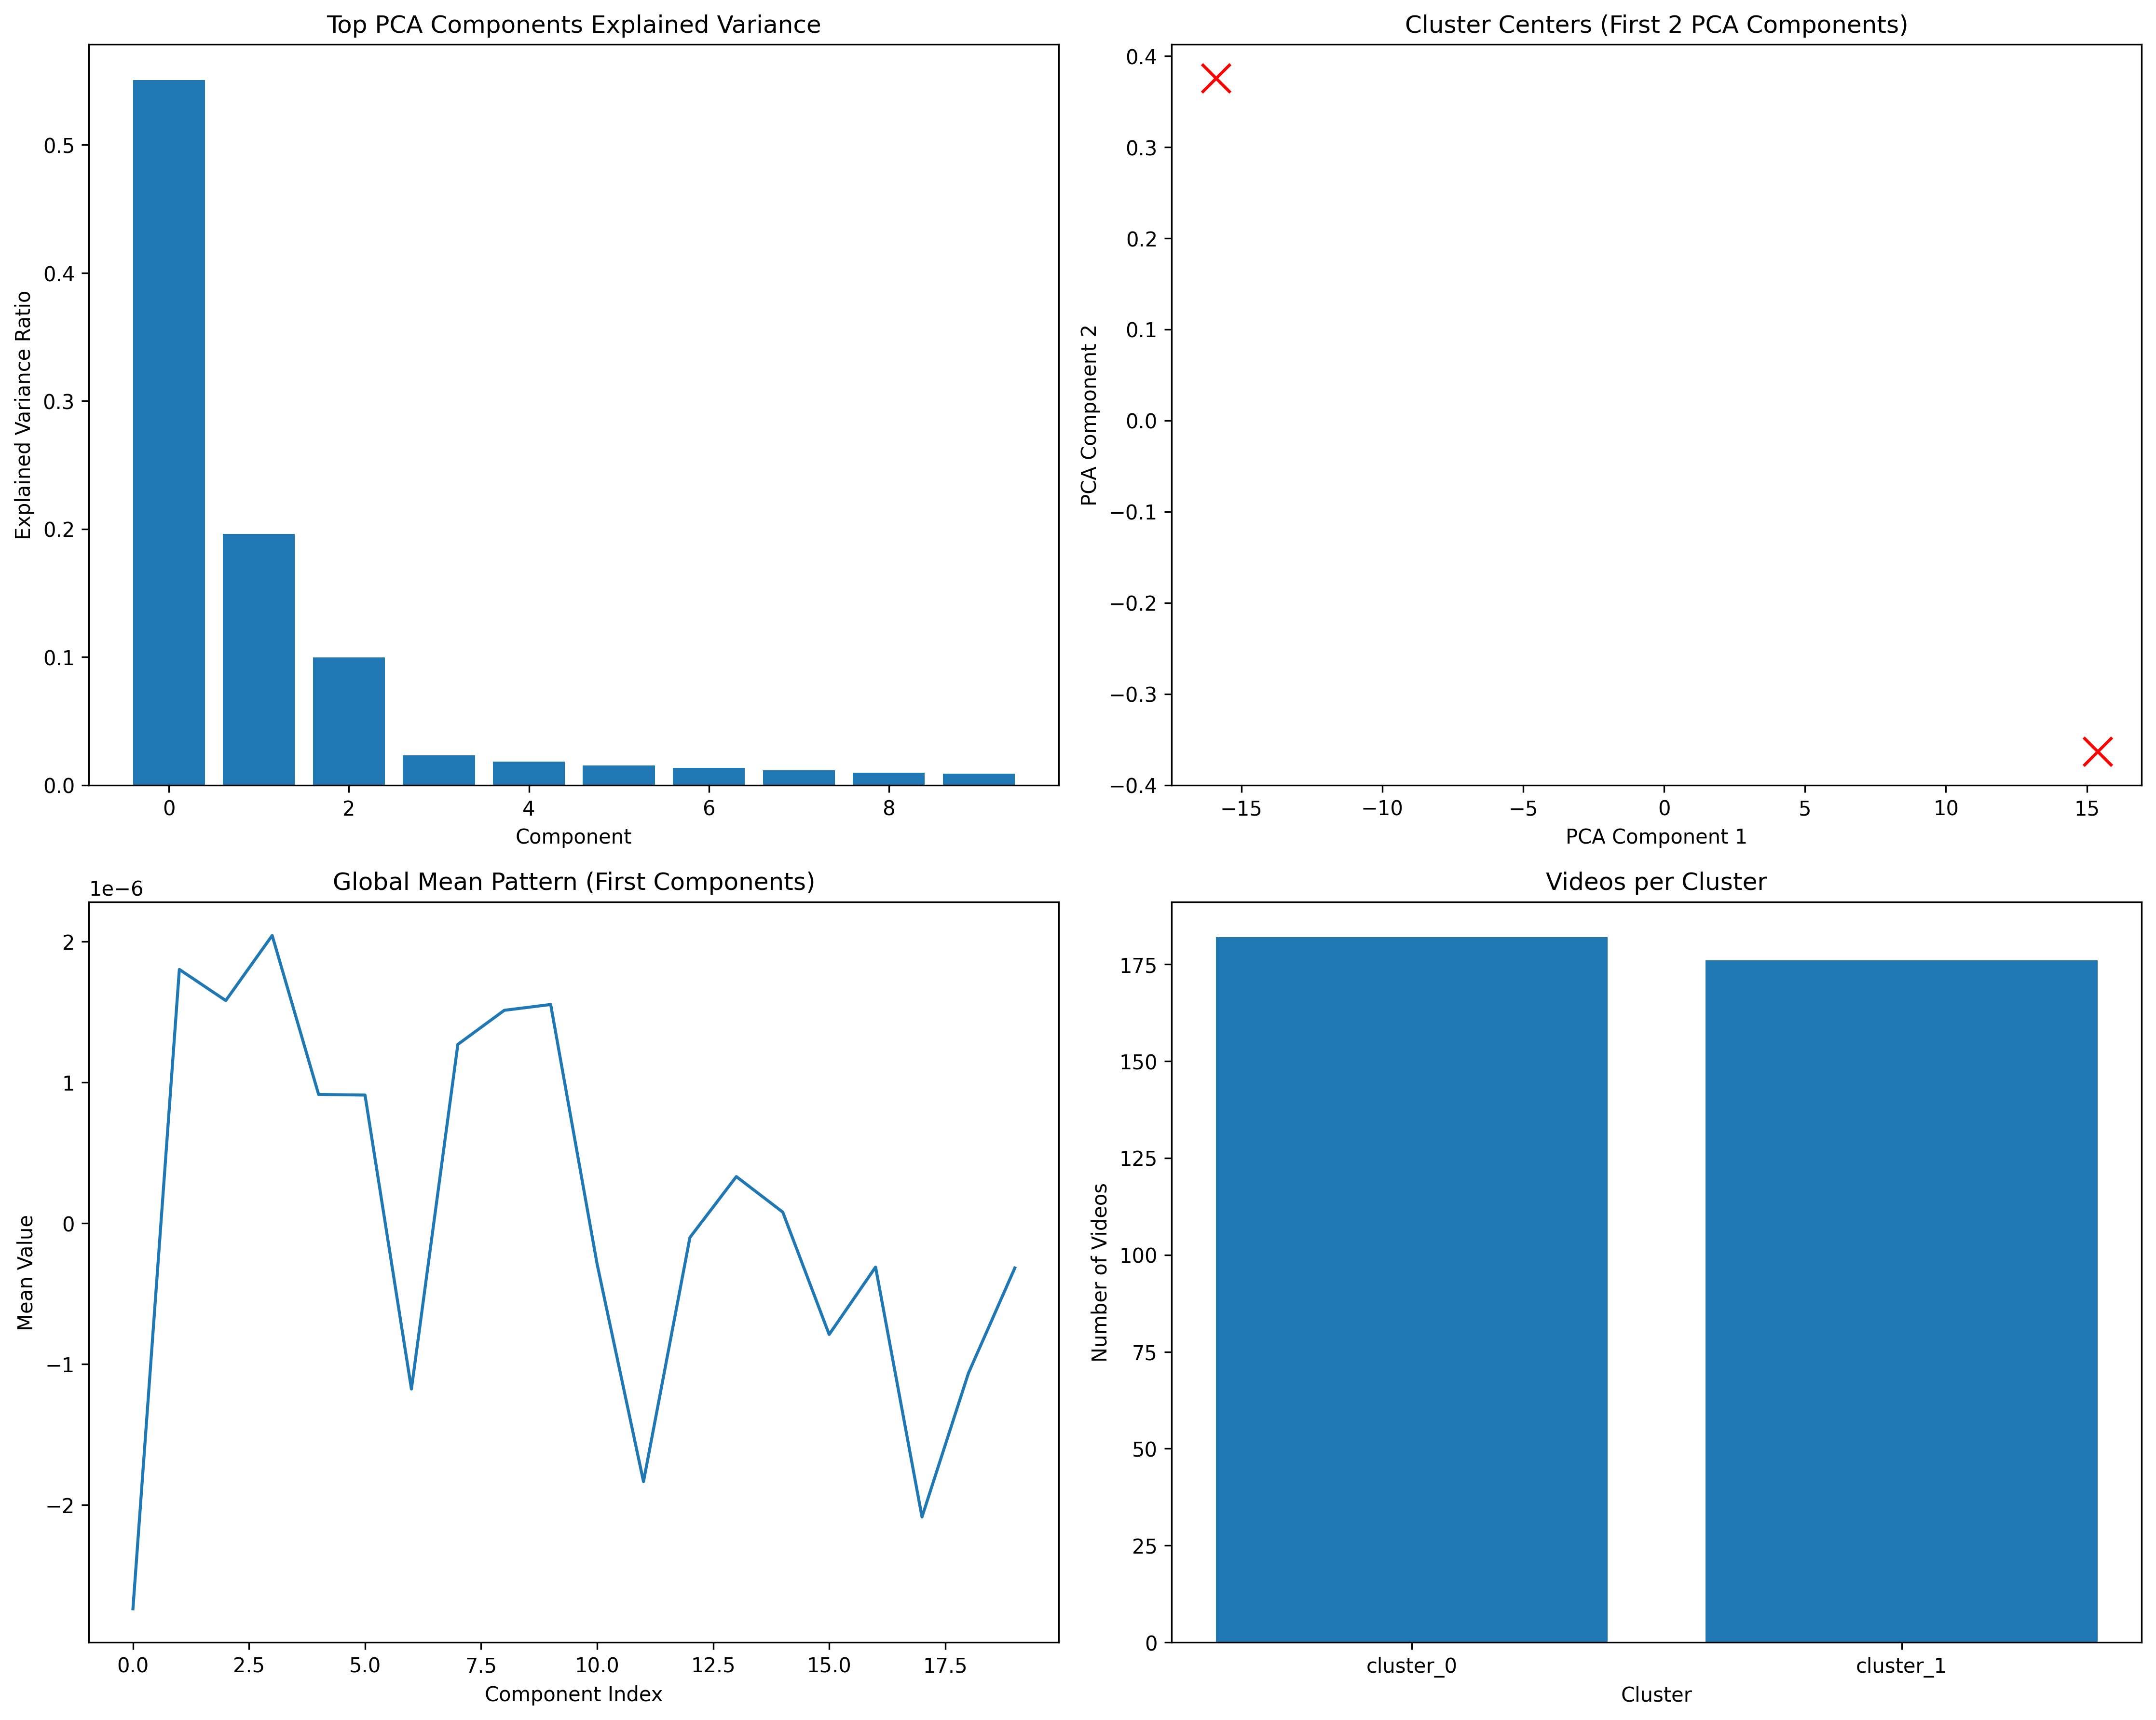 Top PCA Components Explained Variance
Explained Variance Ratio
0.5
0.4
0.3
0.2
0.1
0.0
0 2 4 6 8
Component
Cluster Centers (First 2 PCA Components)
PCA Component 2
0.4
0.3
0.2
0.1
0.0
−0.1
−0.2
−0.3
−0.4
−15 −10 −5 0 5 10 15
PCA Component 1
Global Mean Pattern (First Components)
1e−6
Mean Value
2
1
0
−1
−2
0.0 2.5 5.0 7.5 10.0 12.5 15.0 17.5
Component Index
Videos per Cluster
Number of Videos
175
150
125
100
75
50
25
0
cluster_0 cluster_1
Cluster